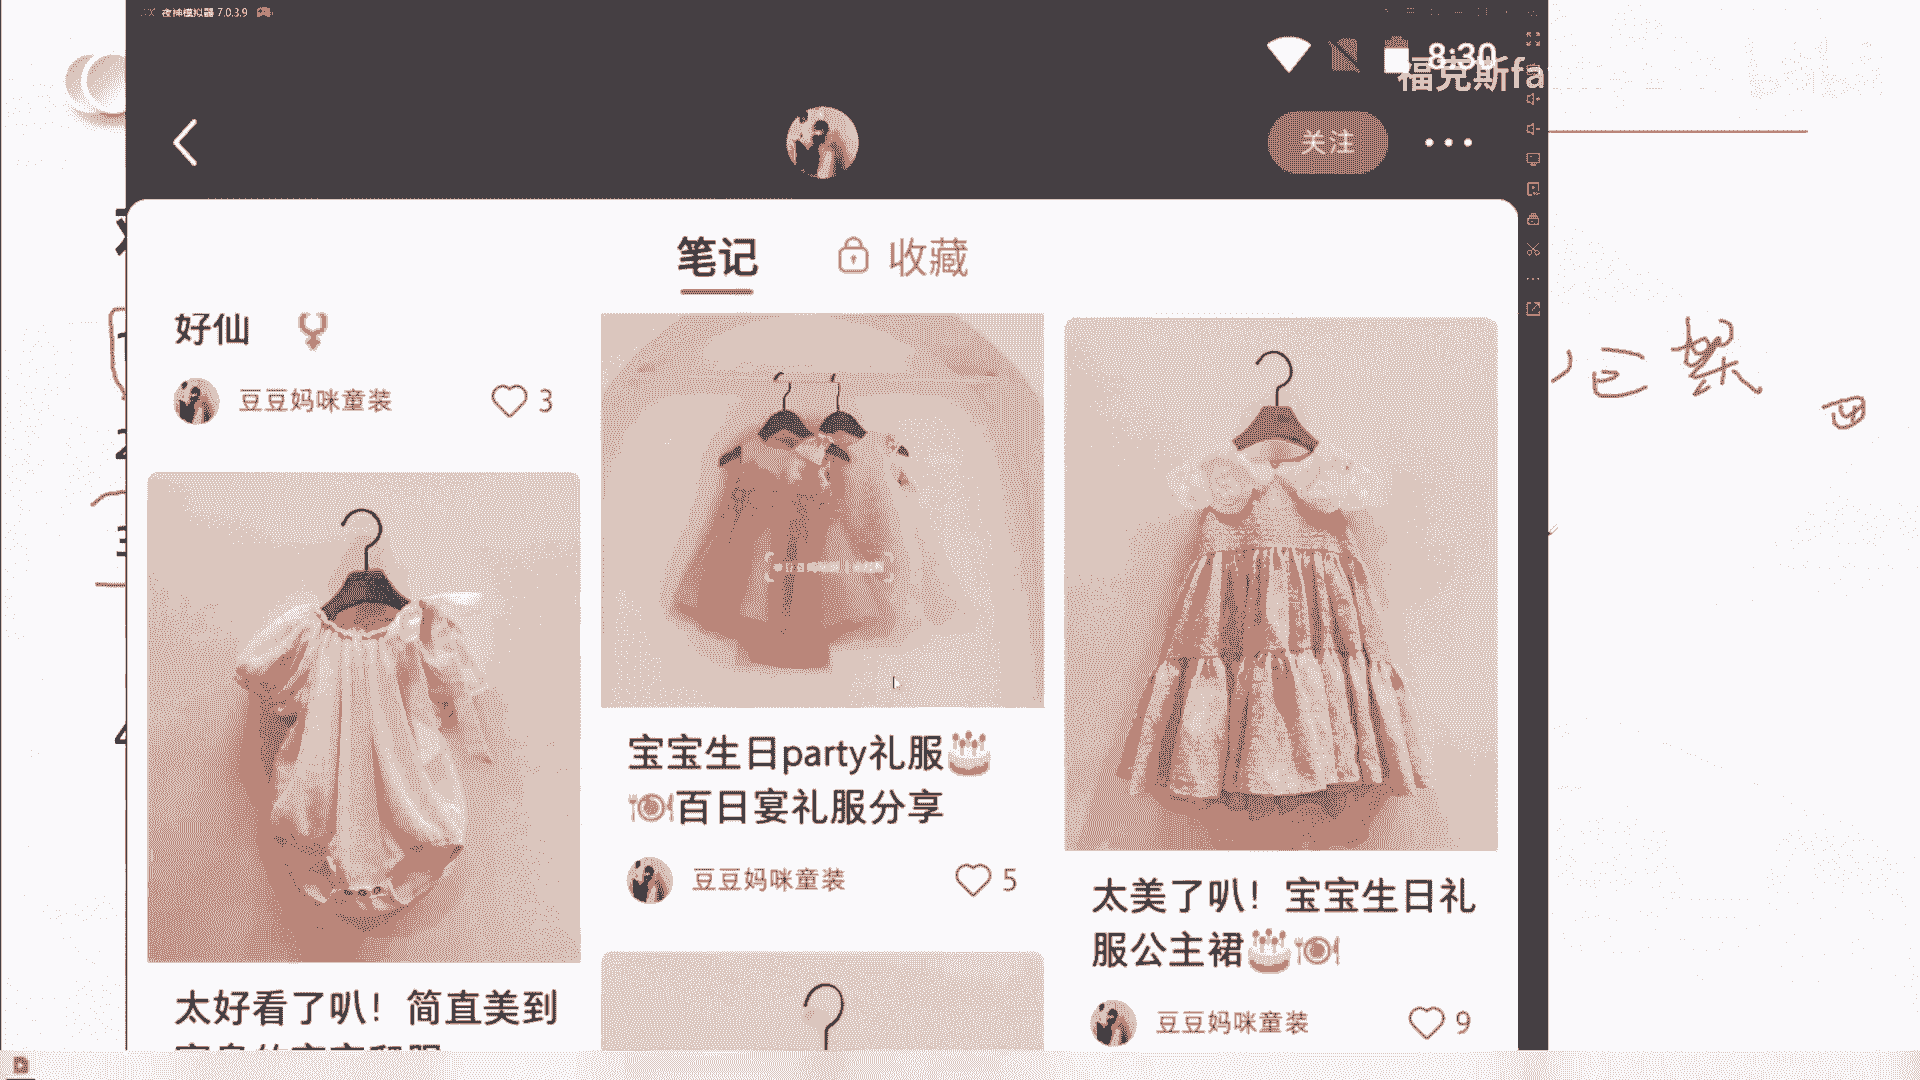 夜神模拟器 7.0.3.9
8:30
福克斯fa
关注
笔记
收藏
好仙
豆豆妈咪童装
3
宝宝生日party礼服🎂
🍽百日宴礼服分享
豆豆妈咪童装
5
太美了叭！宝宝生日礼
服公主裙🎂🍽
豆豆妈咪童装
9
太好看了叭！简直美到
2
3
4